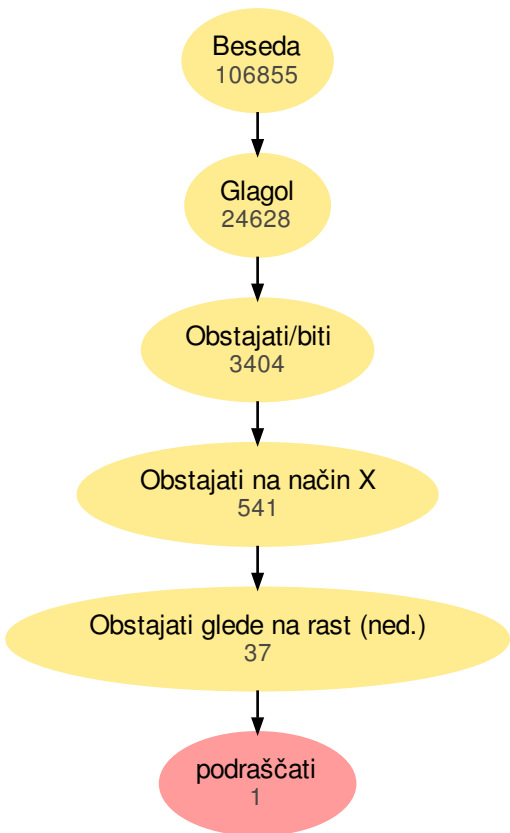 Beseda
106855
Glagol
24628
Obstajati/biti
3404
Obstajati na način X
541
Obstajati glede na rast (ned.)
37
podraščati
1